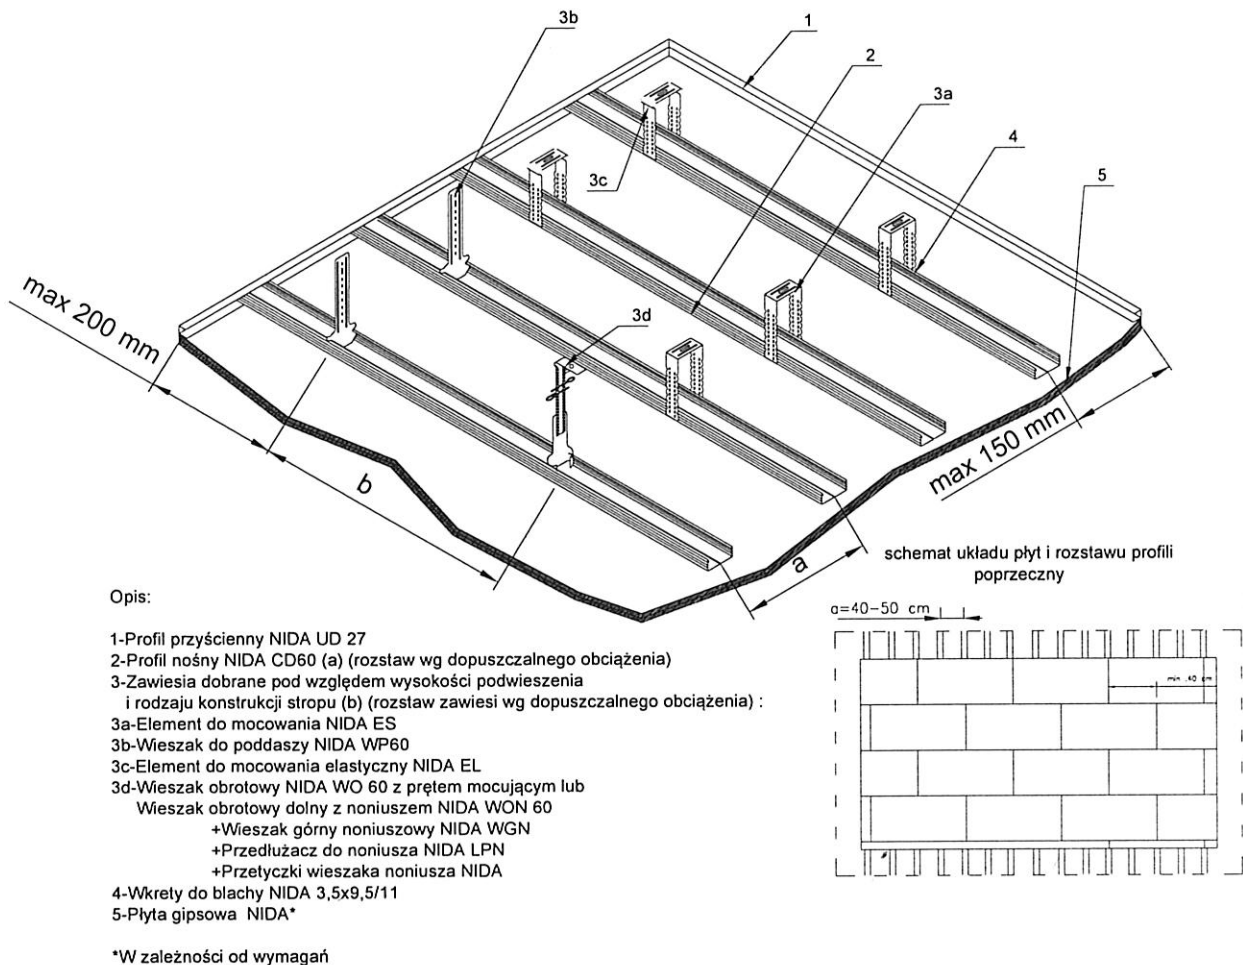 3b
1
2
3a
3c
4
5
max 200 mm
3d
b
max 150 mm
a
schemat układu płyt i rozstawu profili
poprzeczny
a=40-50 cm
min .40 cm
Opis:
1-Profil przyścienny NIDA UD 27
2-Profil nośny NIDA CD60 (a) (rozstaw wg dopuszczalnego obciążenia)
3-Zawiesia dobrane pod względem wysokości podwieszenia
i rodzaju konstrukcji stropu (b) (rozstaw zawiesi wg dopuszczalnego obciążenia) :
3a-Element do mocowania NIDA ES
3b-Wieszak do poddaszy NIDA WP60
3c-Element do mocowania elastyczny NIDA EL
3d-Wieszak obrotowy NIDA WO 60 z prętem mocującym lub
Wieszak obrotowy dolny z noniuszem NIDA WON 60
+Wieszak górny noniuszowy NIDA WGN
+Przedłużacz do noniusza NIDA LPN
+Przetyczki wieszaka noniusza NIDA
4-Wkręty do blachy NIDA 3,5x9,5/11
5-Płyta gipsowa NIDA*
*W zależności od wymagań